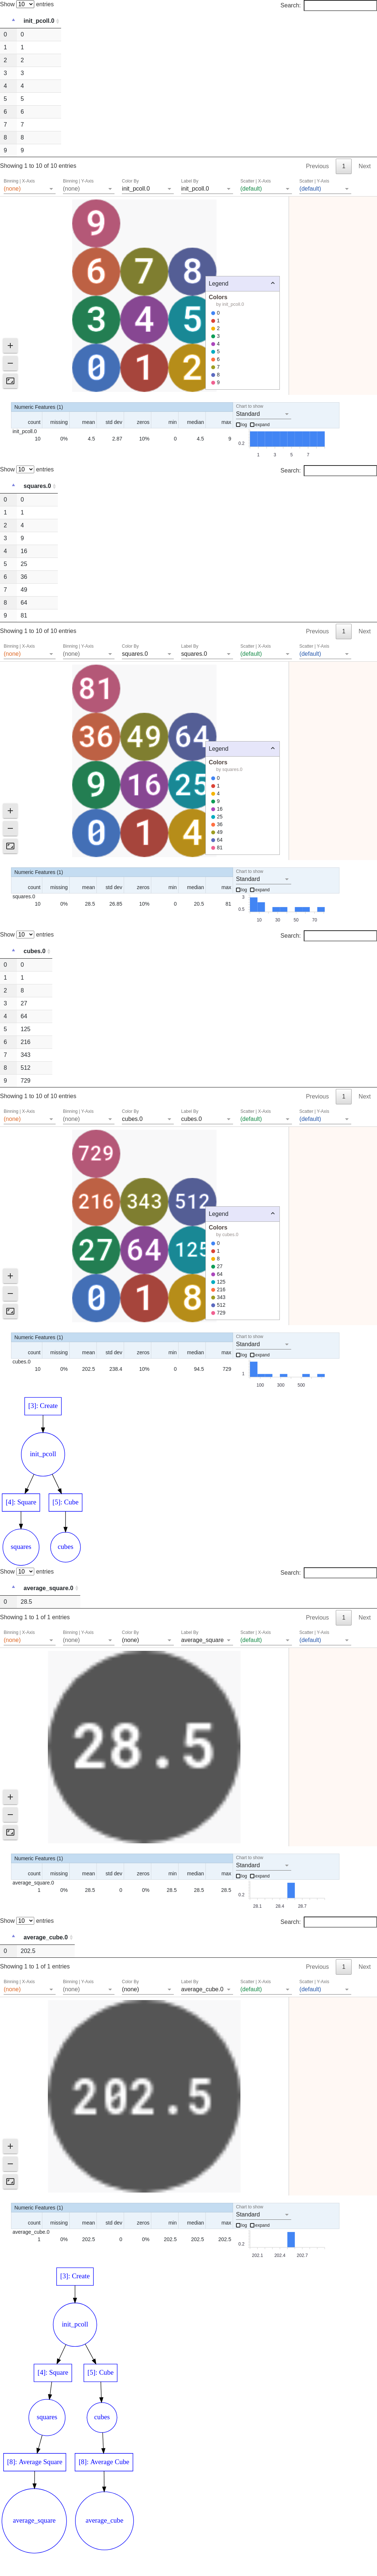 Show 10 entries
Search:
init_pcoll.0
0 0
1 1
2 2
3 3
4 4
5 5
6 6
7 7
8 8
9 9
Showing 1 to 10 of 10 entries
Previous 1 Next
Binning | X-Axis Binning | Y-Axis Color By Label By Scatter | X-Axis Scatter | Y-Axis
(none) (none) init_pcoll.0 init_pcoll.0 (default) (default)
9
6 7 8
3 4 5
0 1 2
Legend
Colors
by init_pcoll.0
0
1
2
3
4
5
6
7
8
9
+
−
Numeric Features (1)
count missing mean std dev zeros min median max
init_pcoll.0
10 0% 4.5 2.87 10% 0 4.5 9
Chart to show
Standard
log expand
0.2
1 3 5 7
Show 10 entries
Search:
squares.0
0 0
1 1
2 4
3 9
4 16
5 25
6 36
7 49
8 64
9 81
Showing 1 to 10 of 10 entries
Previous 1 Next
Binning | X-Axis Binning | Y-Axis Color By Label By Scatter | X-Axis Scatter | Y-Axis
(none) (none) squares.0 squares.0 (default) (default)
81
36 49 64
9 16 25
0 1 4
Legend
Colors
by squares.0
0
1
4
9
16
25
36
49
64
81
+
−
Numeric Features (1)
count missing mean std dev zeros min median max
squares.0
10 0% 28.5 26.85 10% 0 20.5 81
Chart to show
Standard
log expand
3
0.5
10 30 50 70
Show 10 entries
Search:
cubes.0
0 0
1 1
2 8
3 27
4 64
5 125
6 216
7 343
8 512
9 729
Showing 1 to 10 of 10 entries
Previous 1 Next
Binning | X-Axis Binning | Y-Axis Color By Label By Scatter | X-Axis Scatter | Y-Axis
(none) (none) cubes.0 cubes.0 (default) (default)
729
216 343 512
27 64 125
0 1 8
Legend
Colors
by cubes.0
0
1
8
27
64
125
216
343
512
729
+
−
Numeric Features (1)
count missing mean std dev zeros min median max
cubes.0
10 0% 202.5 238.4 10% 0 94.5 729
Chart to show
Standard
log expand
1
100 300 500
[3]: Create
init_pcoll
[4]: Square [5]: Cube
squares cubes
Show 10 entries
Search:
average_square.0
0 28.5
Showing 1 to 1 of 1 entries
Previous 1 Next
Binning | X-Axis Binning | Y-Axis Color By Label By Scatter | X-Axis Scatter | Y-Axis
(none) (none) (none) average_square (default) (default)
28.5
+
−
Numeric Features (1)
count missing mean std dev zeros min median max
average_square.0
1 0% 28.5 0 0% 28.5 28.5 28.5
Chart to show
Standard
log expand
0.2
28.1 28.4 28.7
Show 10 entries
Search:
average_cube.0
0 202.5
Showing 1 to 1 of 1 entries
Previous 1 Next
Binning | X-Axis Binning | Y-Axis Color By Label By Scatter | X-Axis Scatter | Y-Axis
(none) (none) (none) average_cube.0 (default) (default)
202.5
+
−
Numeric Features (1)
count missing mean std dev zeros min median max
average_cube.0
1 0% 202.5 0 0% 202.5 202.5 202.5
Chart to show
Standard
log expand
0.2
202.1 202.4 202.7
[3]: Create
init_pcoll
[4]: Square [5]: Cube
squares cubes
[8]: Average Square [8]: Average Cube
average_square average_cube